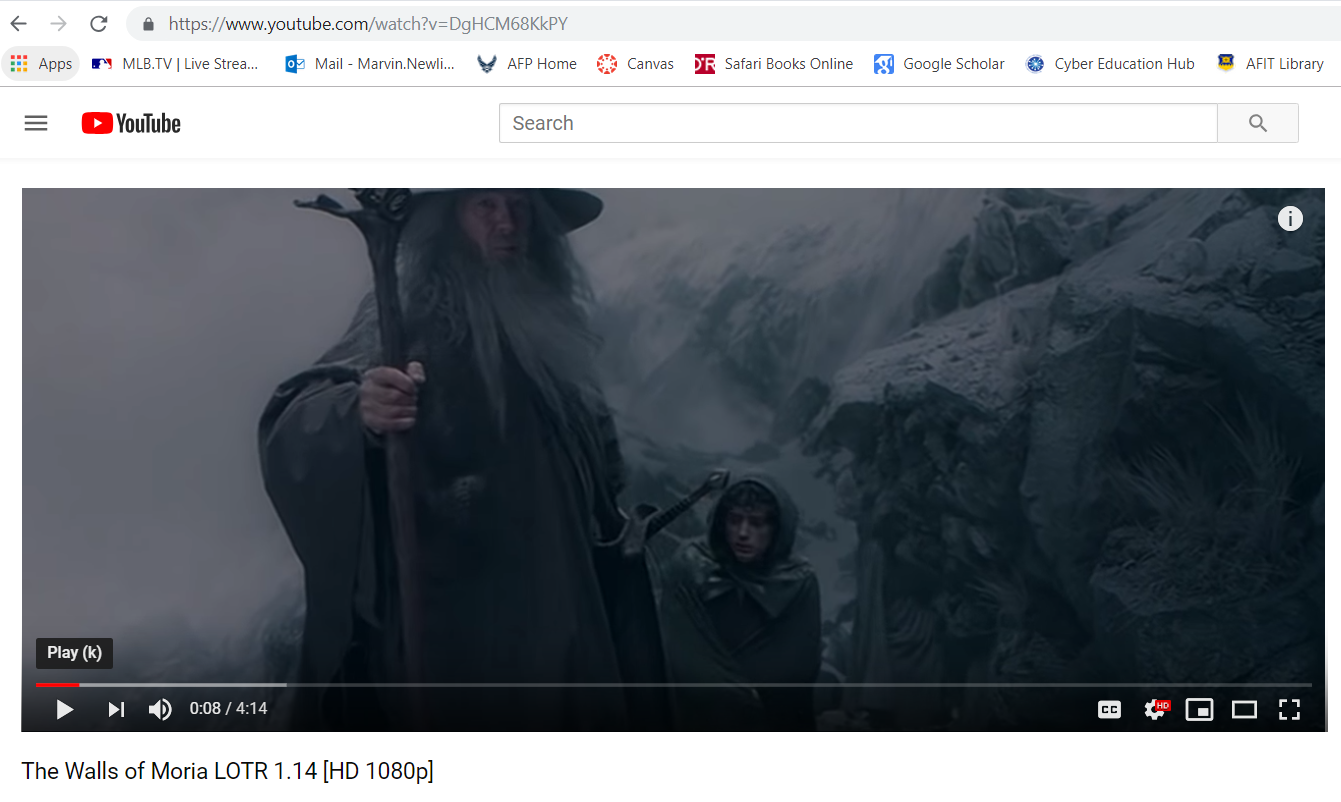 https://www.youtube.com/watch?v=DgHCM68KkPY
Apps MLB.TV | Live Strea... Mail - Marvin.Newli... AFP Home Canvas Safari Books Online Google Scholar Cyber Education Hub AFIT Library
YouTube Search
i
Play (k)
0:08 / 4:14 CC HD
The Walls of Moria LOTR 1.14 [HD 1080p]